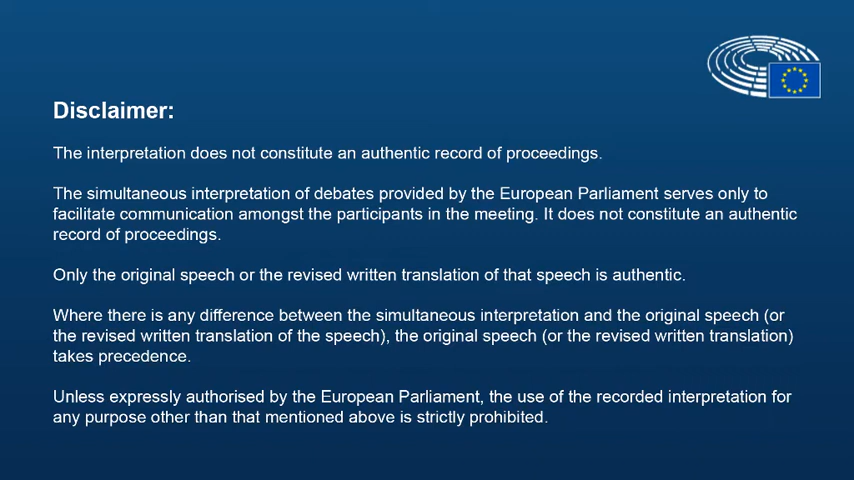 Disclaimer:
The interpretation does not constitute an authentic record of proceedings.
The simultaneous interpretation of debates provided by the European Parliament serves only to
facilitate communication amongst the participants in the meeting. It does not constitute an authentic
record of proceedings.
Only the original speech or the revised written translation of that speech is authentic.
Where there is any difference between the simultaneous interpretation and the original speech (or
the revised written translation of the speech), the original speech (or the revised written translation)
takes precedence.
Unless expressly authorised by the European Parliament, the use of the recorded interpretation for
any purpose other than that mentioned above is strictly prohibited.